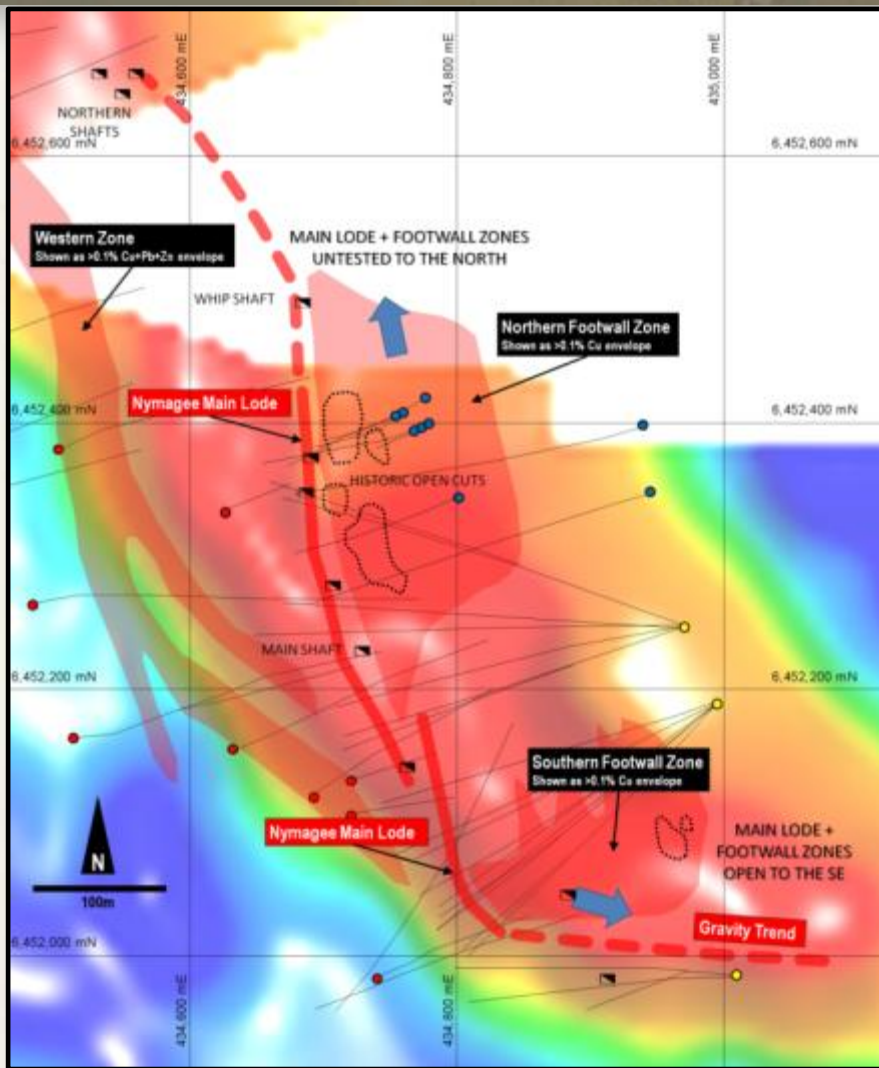 434,600 mE
434,800 mE
435,000 mE
NORTHERN
SHAFTS
6,452,600 mN
6,452,600 mN
Western Zone
Shown as >0.1% Cu+Pb+Zn envelope
MAIN LODE + FOOTWALL ZONES
UNTESTED TO THE NORTH
WHIP SHAFT
Northern Footwall Zone
Shown as >0.1% Cu envelope
Nymagee Main Lode
6,452,400 mN
6,452,400 mN
HISTORIC OPEN CUTS
MAIN SHAFT
6,452,200 mN
6,452,200 mN
Southern Footwall Zone
Shown as >0.1% Cu envelope
Nymagee Main Lode
MAIN LODE +
FOOTWALL ZONES
OPEN TO THE SE
N
100m
Gravity Trend
6,452,000 mN
6,452,000 mN
434,600 mE
434,800 mE